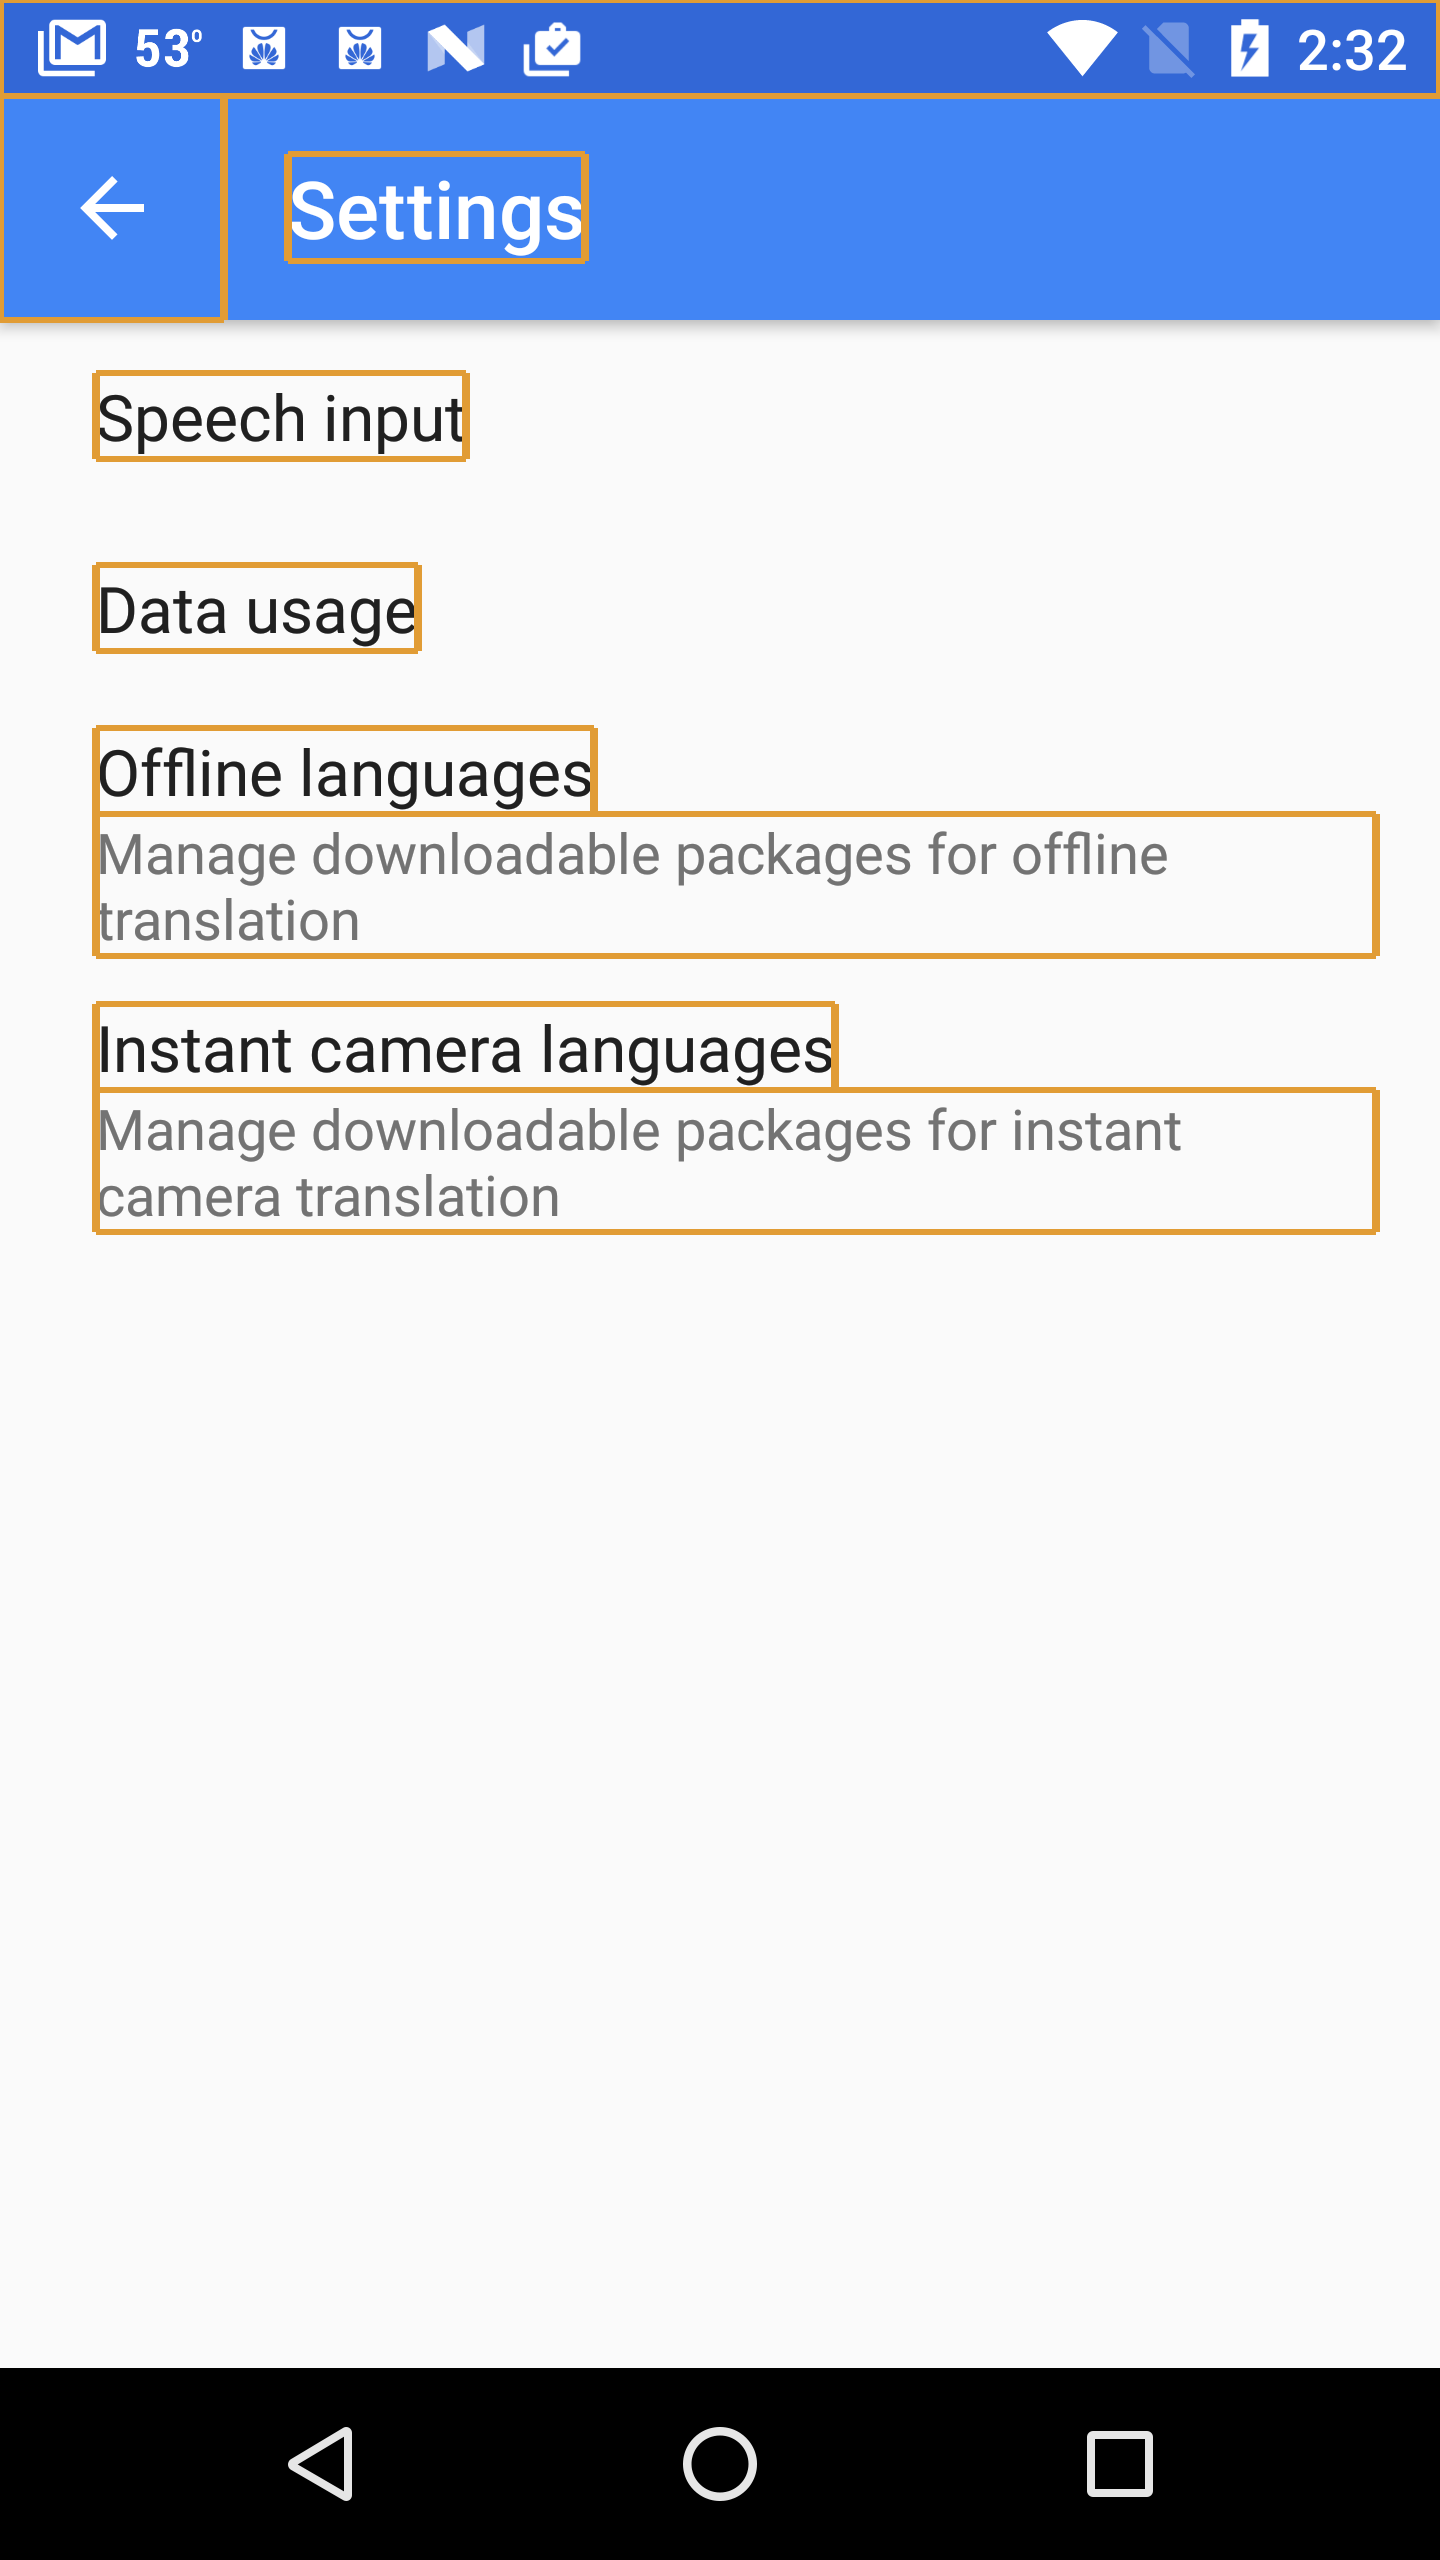 53° 2:32
Settings
Speech input
Data usage
Offline languages
Manage downloadable packages for offline
translation
Instant camera languages
Manage downloadable packages for instant
camera translation